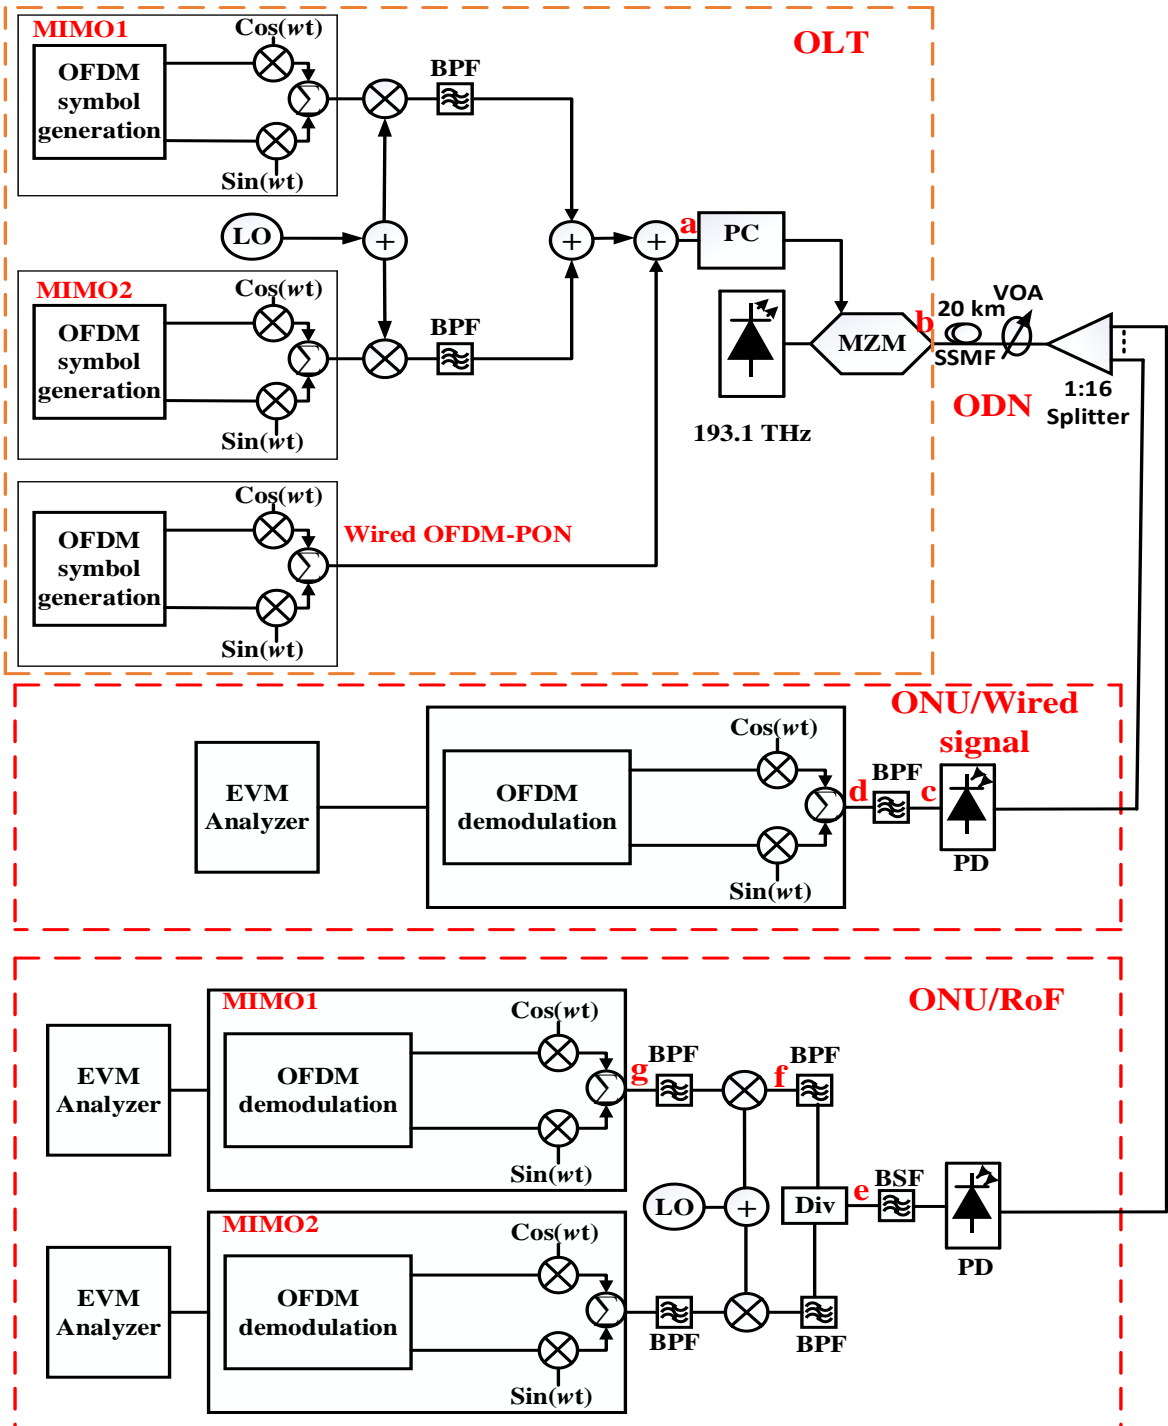 MIMO1
Cos(wt)
OLT
OFDM
symbol
generation
BPF
Sin(wt)
LO
a
PC
MIMO2
Cos(wt)
OFDM
symbol
generation
BPF
Sin(wt)
MZM
b
20 km
VOA
SSMF
ODN
1:16
Splitter
193.1 THz
Cos(wt)
OFDM
symbol
generation
Wired OFDM-PON
Sin(wt)
ONU/Wired
signal
Cos(wt)
EVM
Analyzer
OFDM
demodulation
d
BPF
c
PD
Sin(wt)
ONU/RoF
MIMO1
Cos(wt)
EVM
Analyzer
OFDM
demodulation
g
BPF
f
BPF
Sin(wt)
LO
Div
e
BSF
PD
MIMO2
Cos(wt)
EVM
Analyzer
OFDM
demodulation
BPF
BPF
Sin(wt)